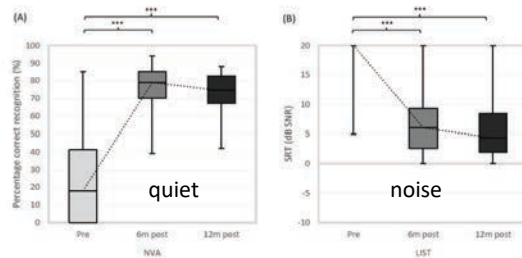 (A)
***
***
Percentage correct recognition (%)
100
90
80
70
60
50
40
30
20
10
0
quiet
Pre
6m post
12m post
NVA
(B)
***
***
SRT (dB SNR)
20
15
10
5
0
-5
-10
noise
Pre
6m post
12m post
LIST